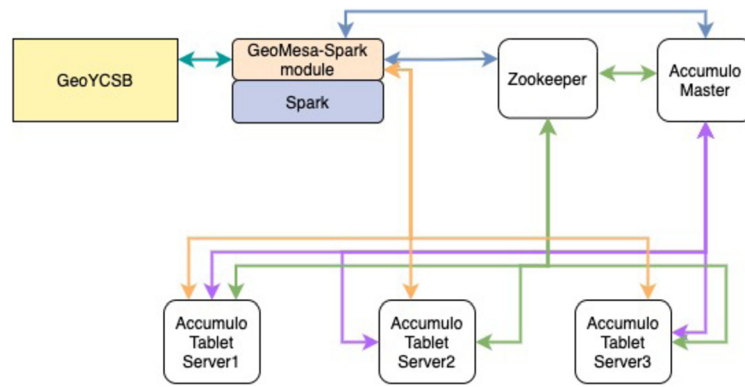 GeoYCSB
GeoMesa-Spark
module
Spark
Zookeeper
Accumulo
Master
Accumulo
Tablet
Server1
Accumulo
Tablet
Server2
Accumulo
Tablet
Server3